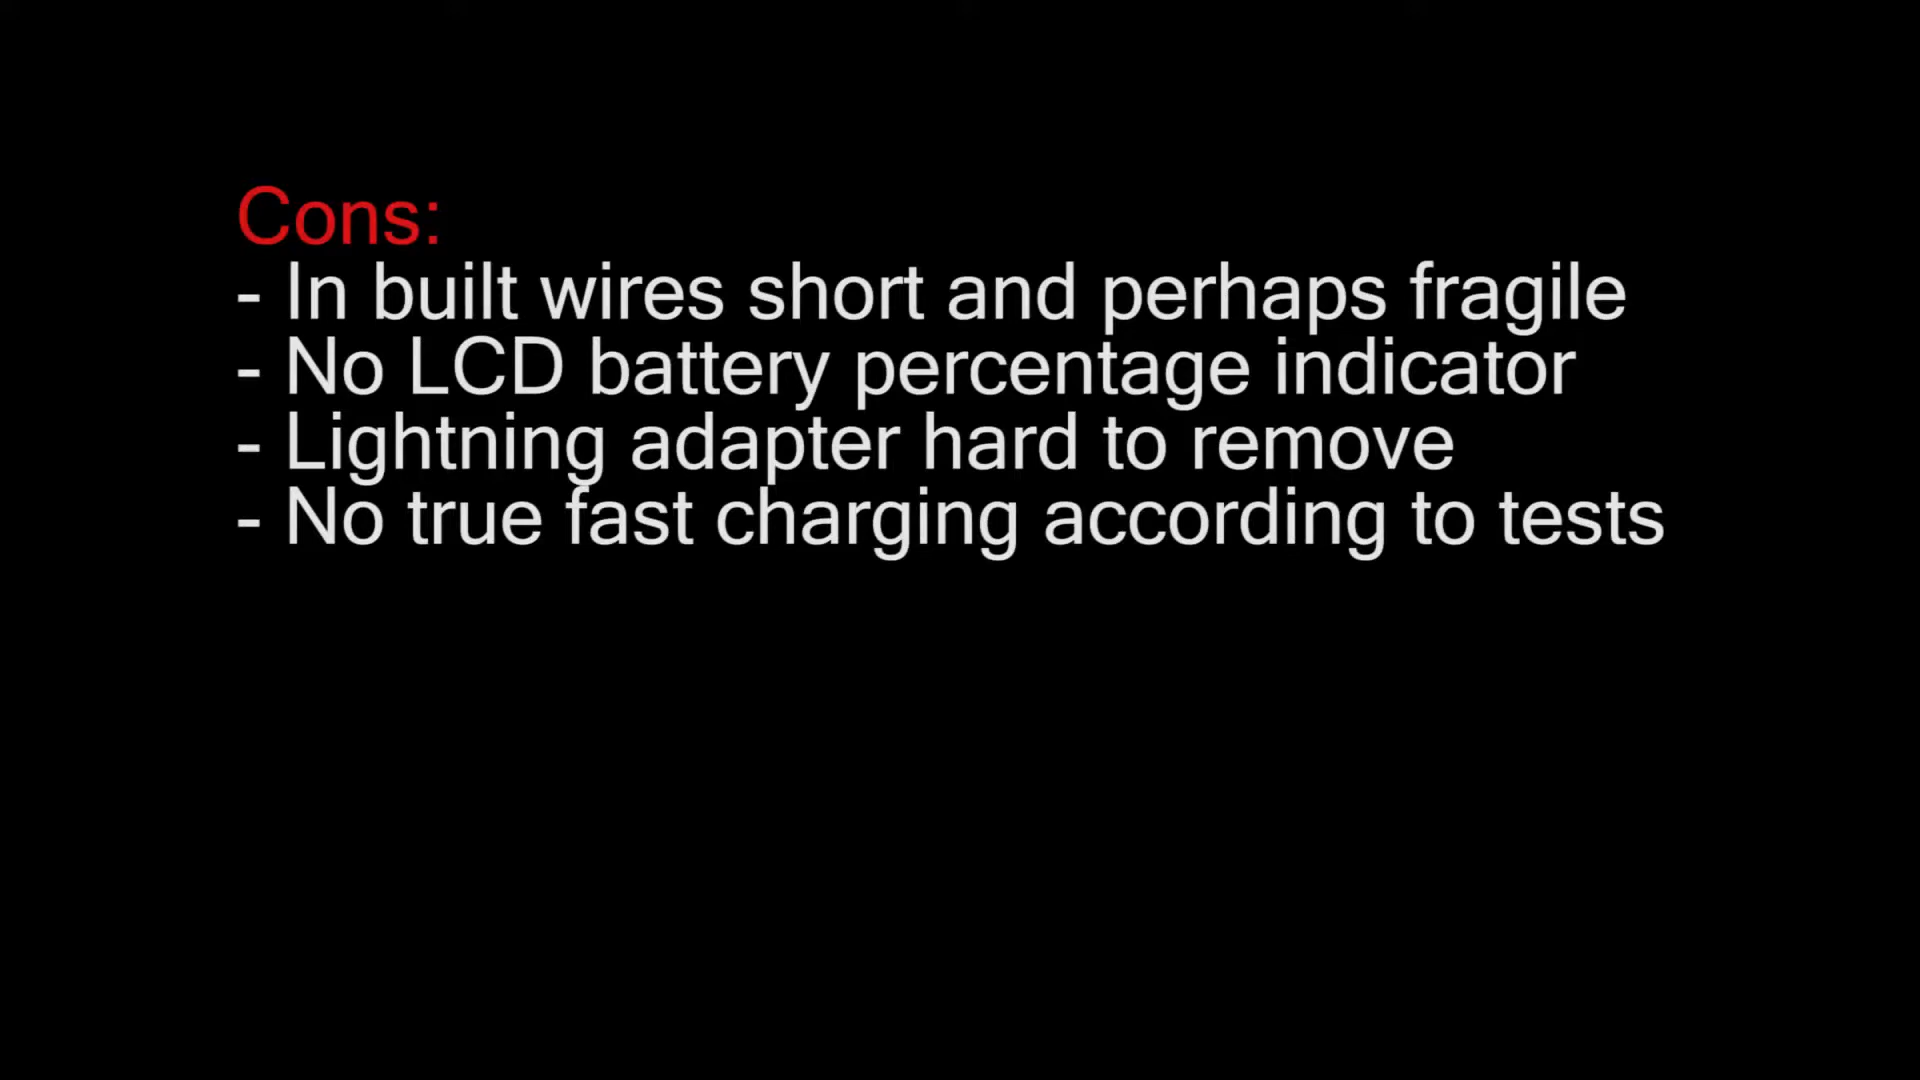 Cons:
- In built wires short and perhaps fragile
- No LCD battery percentage indicator
- Lightning adapter hard to remove
- No true fast charging according to tests